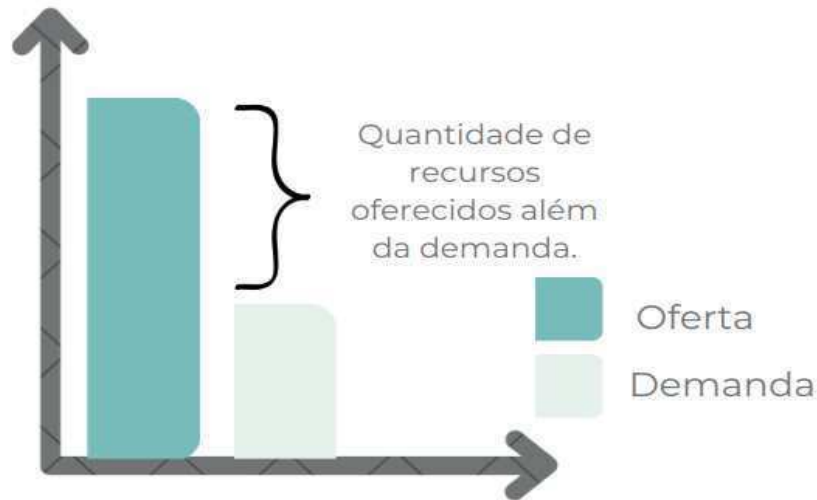 Quantidade de
recursos
oferecidos além
da demanda.
Oferta
Demanda